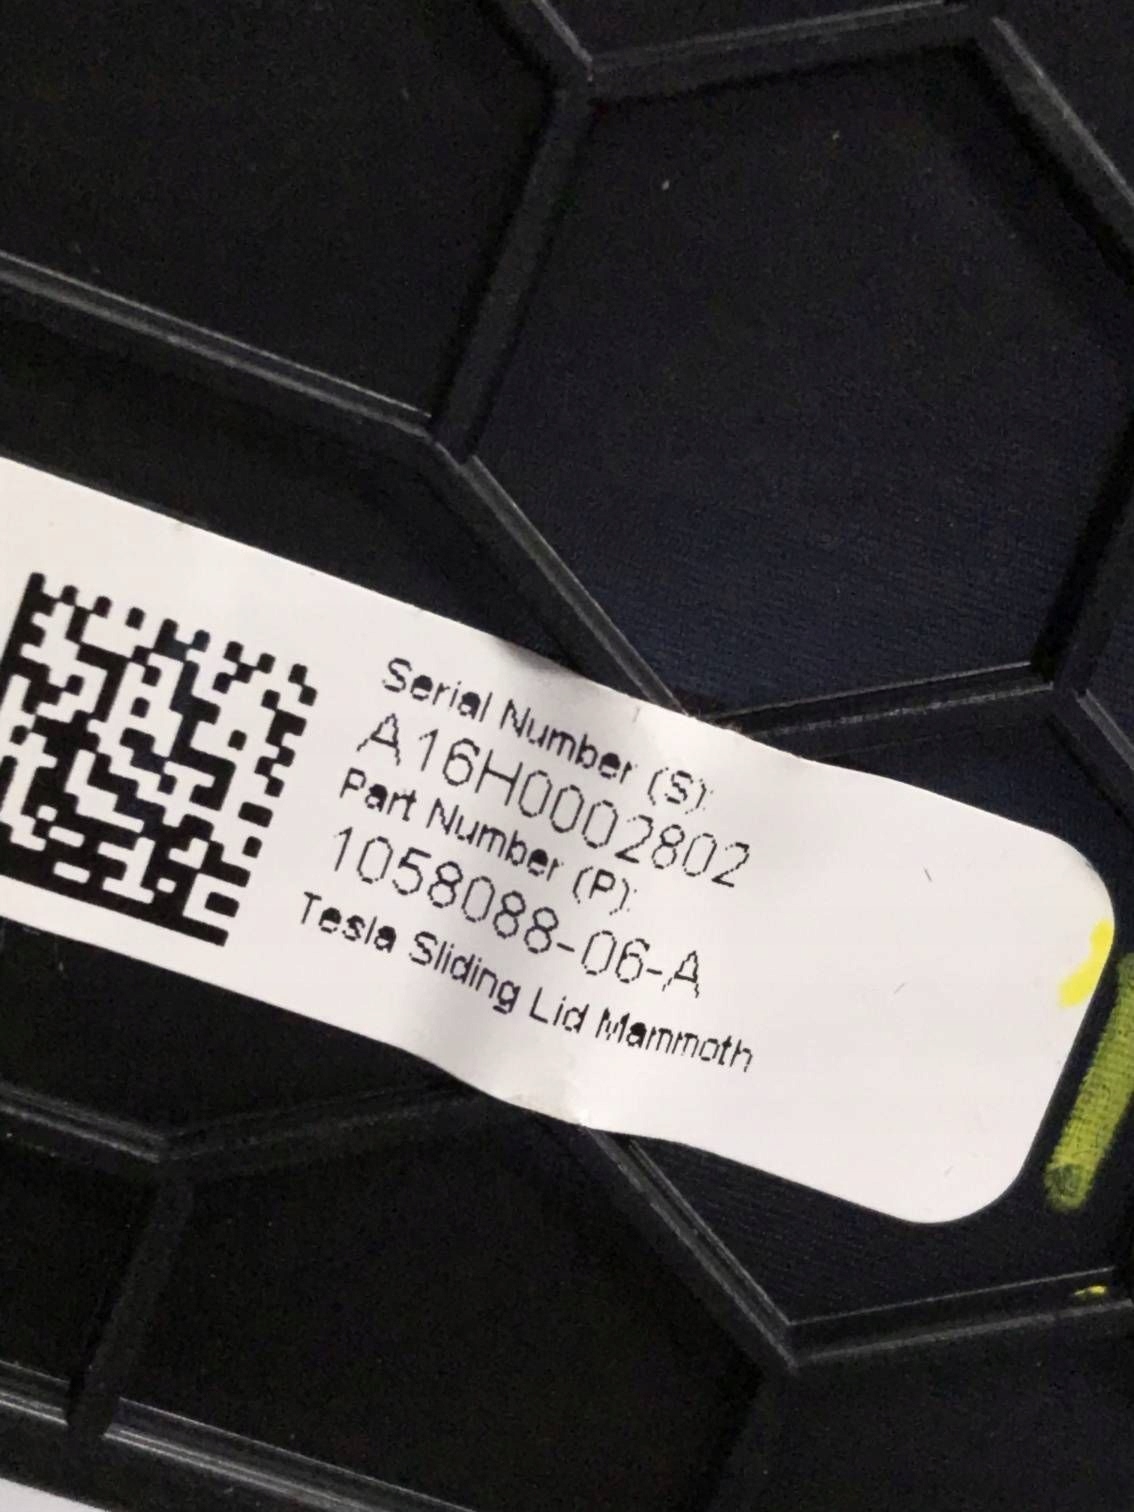 Serial Number (S):
A16H0002802
Part Number (P):
1058088-06-A
Tesla Sliding Lid Mammoth